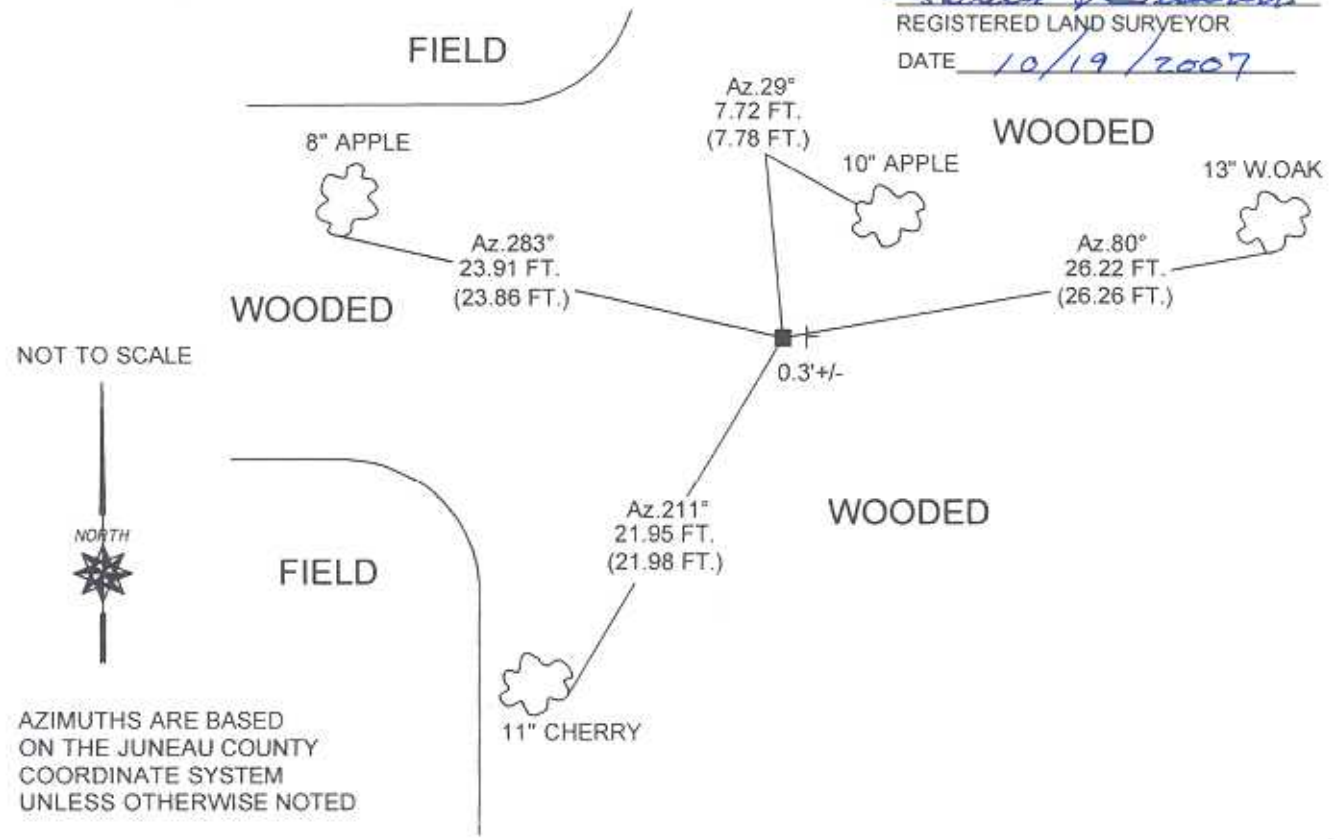 REGISTERED LAND SURVEYOR
DATE 10/19/2007
FIELD
Az.29°
7.72 FT.
(7.78 FT.)
WOODED
8" APPLE
10" APPLE
13" W.OAK
Az.283°
23.91 FT.
(23.86 FT.)
Az.80°
26.22 FT.
(26.26 FT.)
WOODED
NOT TO SCALE
0.3'+/-
Az.211°
21.95 FT.
(21.98 FT.)
WOODED
NORTH
FIELD
11" CHERRY
AZIMUTHS ARE BASED
ON THE JUNEAU COUNTY
COORDINATE SYSTEM
UNLESS OTHERWISE NOTED